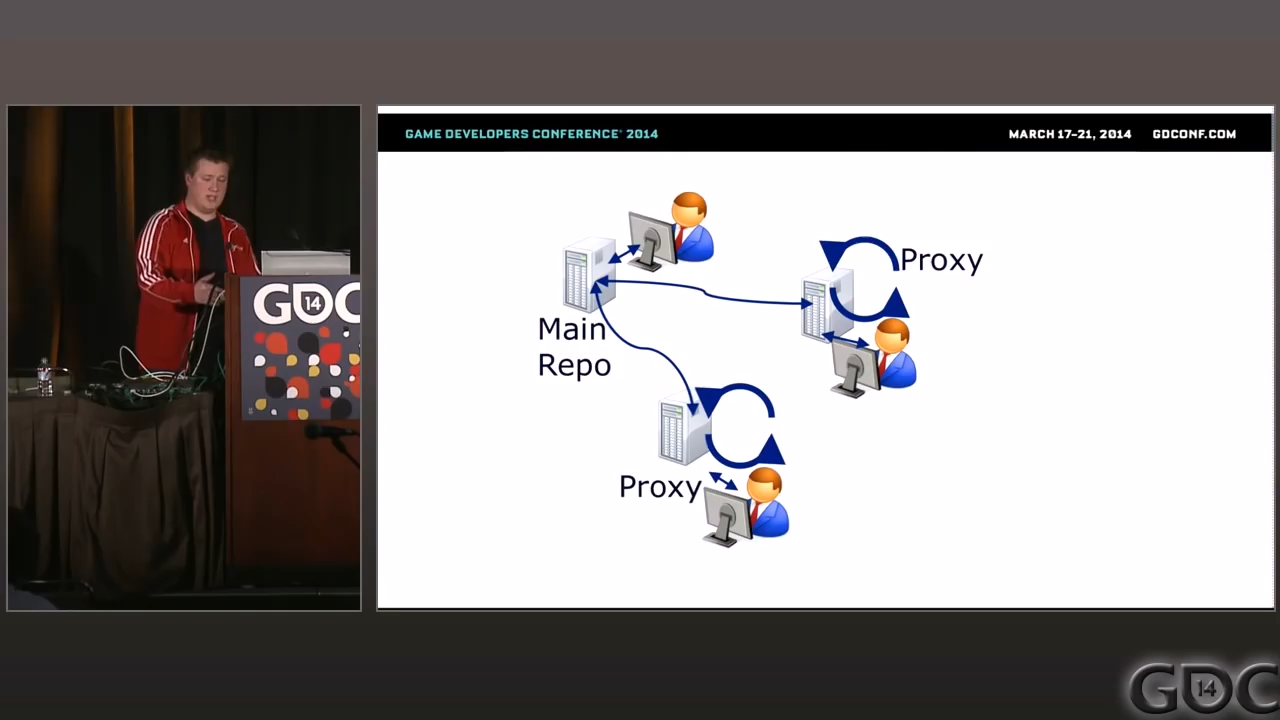 GAME DEVELOPERS CONFERENCE® 2014
MARCH 17–21, 2014 GDCONF.COM
Proxy
Main
Repo
Proxy
GDC
14
GDC
14